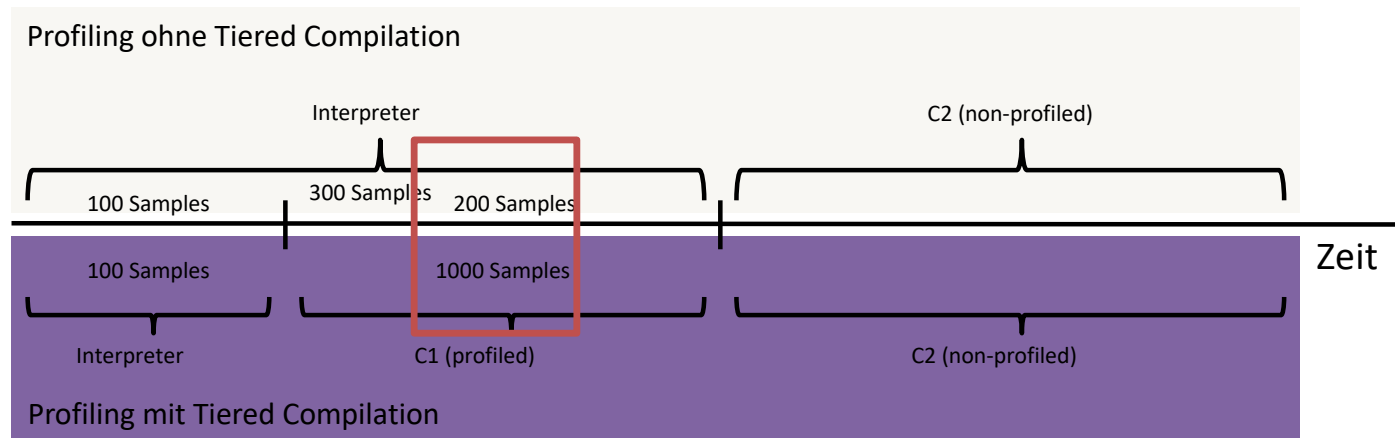 Profiling ohne Tiered Compilation
Interpreter
C2 (non-profiled)
100 Samples
300 Samples
200 Samples
Zeit
100 Samples
1000 Samples
Interpreter
C1 (profiled)
C2 (non-profiled)
Profiling mit Tiered Compilation